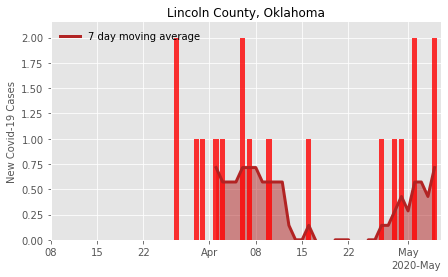 Lincoln County, Oklahoma
7 day moving average
New Covid-19 Cases
2.00
1.75
1.50
1.25
1.00
0.75
0.50
0.25
0.00
08 15 22 Apr 08 15 22 May
2020-May